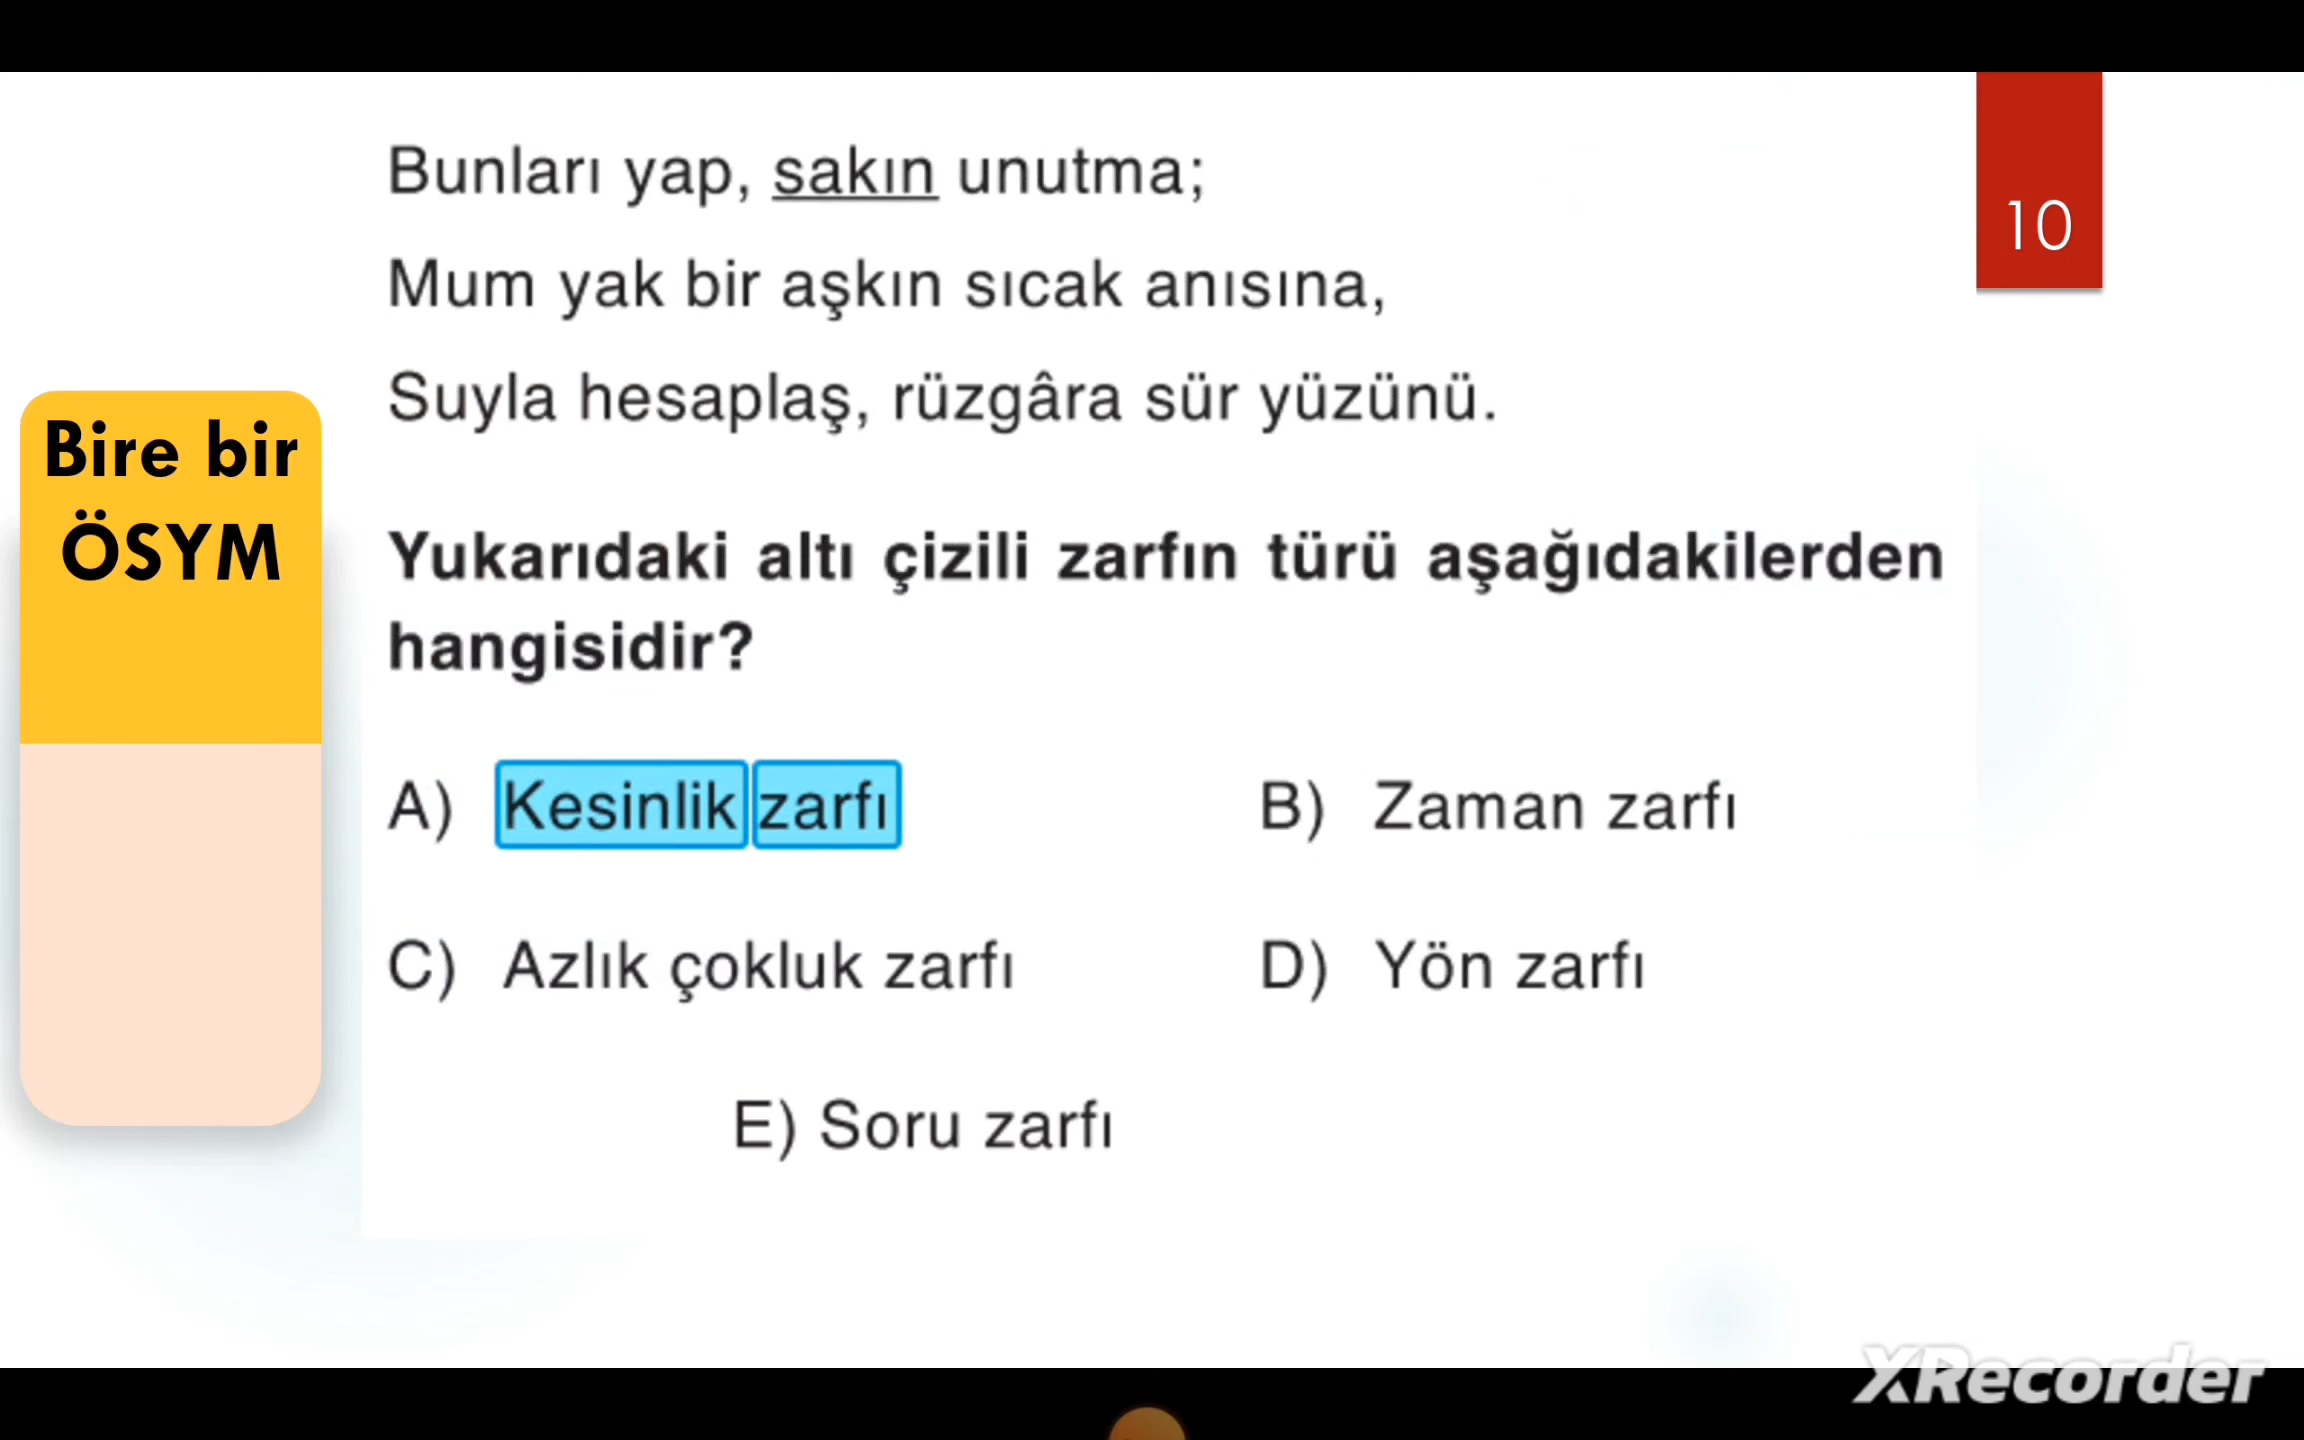 Bunları yap, sakın unutma;
Mum yak bir aşkın sıcak anısına,
Suyla hesaplaş, rüzgâra sür yüzünü.
10
Bire bir
ÖSYM
Yukarıdaki altı çizili zarfın türü aşağıdakilerden
hangisidir?
A) Kesinlik zarfı
B) Zaman zarfı
C) Azlık çokluk zarfı
D) Yön zarfı
E) Soru zarfı
XRecorder